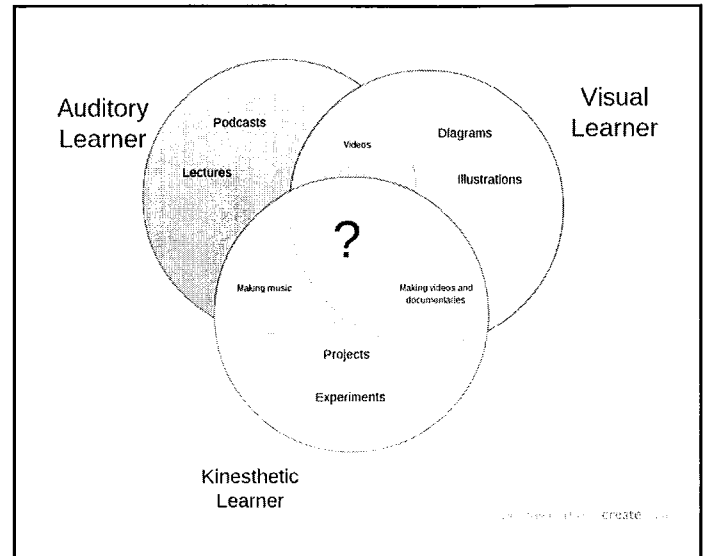 Auditory
Learner
Visual
Learner
Podcasts
Videos
Diagrams
Lectures
Illustrations
?
Making music
Making videos and
documentaries
Projects
Experiments
Kinesthetic
Learner
create